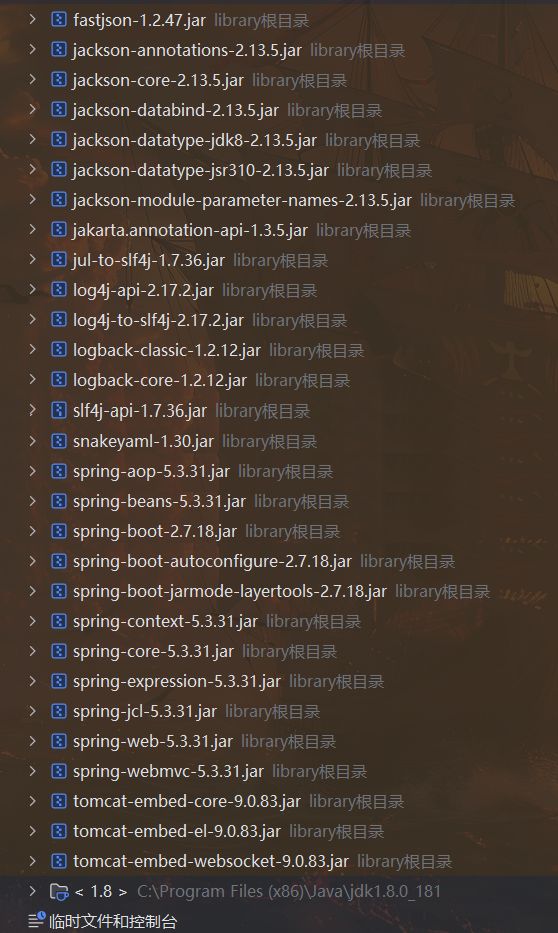 fastjson-1.2.47.jar library根目录
jackson-annotations-2.13.5.jar library根目录
jackson-core-2.13.5.jar library根目录
jackson-databind-2.13.5.jar library根目录
jackson-datatype-jdk8-2.13.5.jar library根目录
jackson-datatype-jsr310-2.13.5.jar library根目录
jackson-module-parameter-names-2.13.5.jar library根目录
jakarta.annotation-api-1.3.5.jar library根目录
jul-to-slf4j-1.7.36.jar library根目录
log4j-api-2.17.2.jar library根目录
log4j-to-slf4j-2.17.2.jar library根目录
logback-classic-1.2.12.jar library根目录
logback-core-1.2.12.jar library根目录
slf4j-api-1.7.36.jar library根目录
snakeyaml-1.30.jar library根目录
spring-aop-5.3.31.jar library根目录
spring-beans-5.3.31.jar library根目录
spring-boot-2.7.18.jar library根目录
spring-boot-autoconfigure-2.7.18.jar library根目录
spring-boot-jarmode-layertools-2.7.18.jar library根目录
spring-context-5.3.31.jar library根目录
spring-core-5.3.31.jar library根目录
spring-expression-5.3.31.jar library根目录
spring-jcl-5.3.31.jar library根目录
spring-web-5.3.31.jar library根目录
spring-webmvc-5.3.31.jar library根目录
tomcat-embed-core-9.0.83.jar library根目录
tomcat-embed-el-9.0.83.jar library根目录
tomcat-embed-websocket-9.0.83.jar library根目录
< 1.8 > C:\Program Files (x86)\Java\jdk1.8.0_181
临时文件和控制台